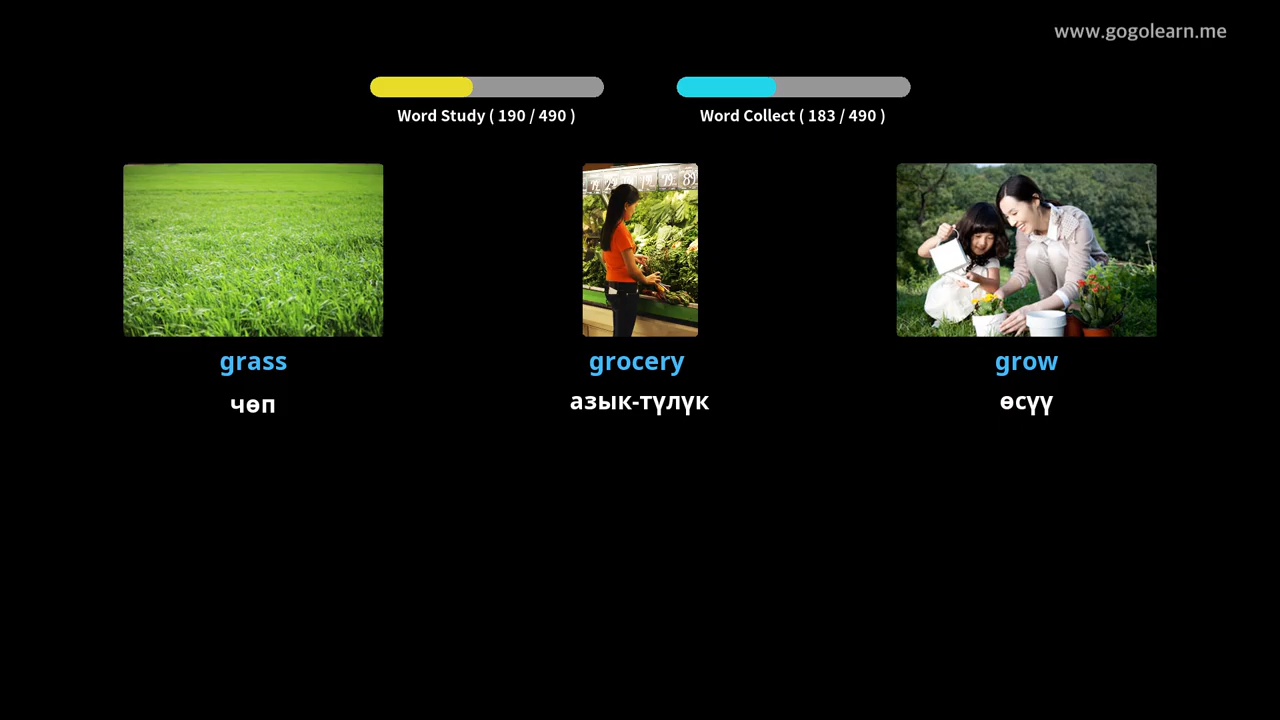 www.gogolearn.me
Word Study ( 190 / 490 )
Word Collect ( 183 / 490 )
grass
grocery
grow
чөп
азык-түлүк
өсүү